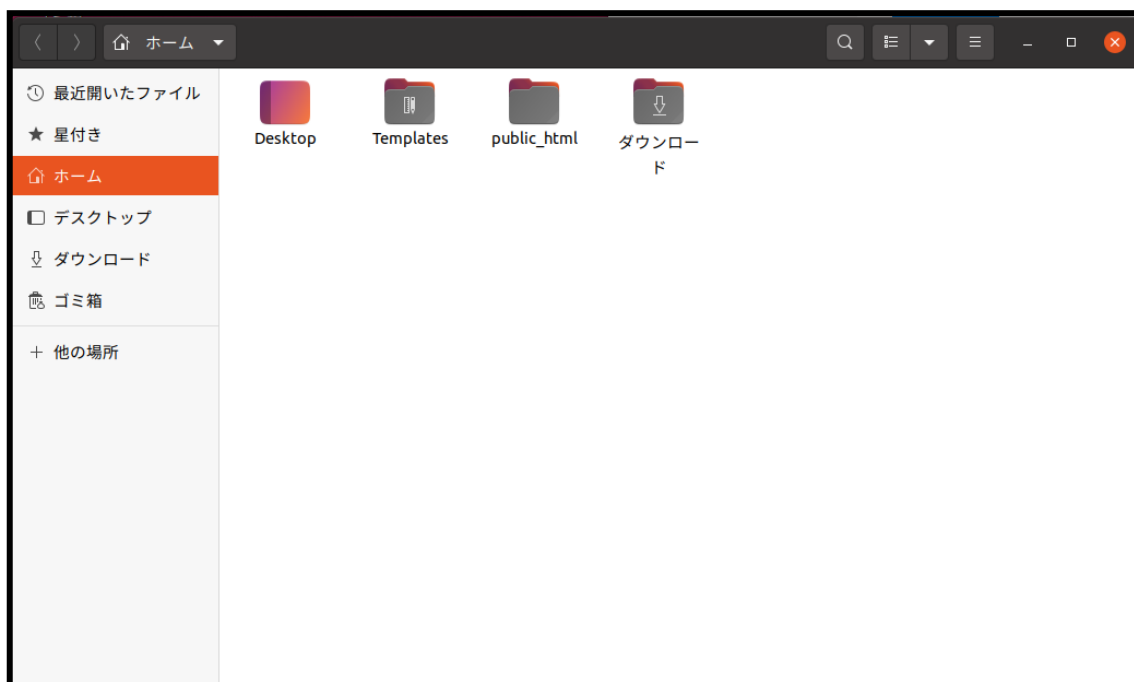 ホーム
最近開いたファイル
星付き
ホーム
デスクトップ
ダウンロード
ゴミ箱
他の場所
Desktop
Templates
public_html
ダウンロー
ド